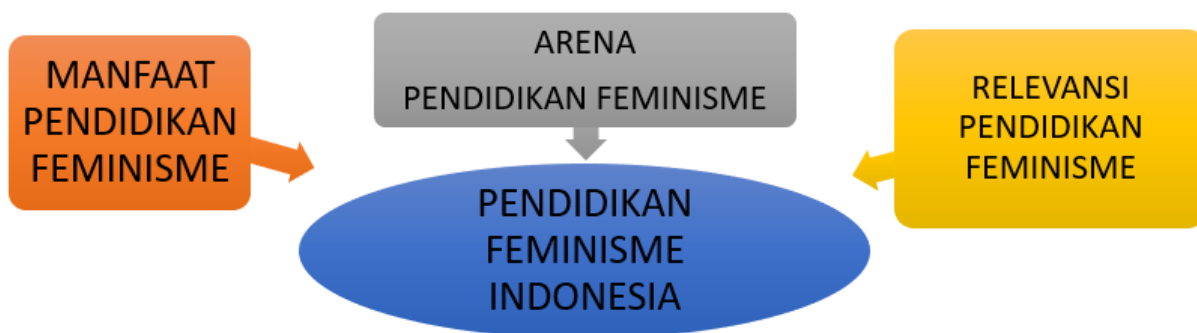 MANFAAT
PENDIDIKAN
FEMINISME
ARENA
PENDIDIKAN FEMINISME
RELEVANSI
PENDIDIKAN
FEMINISME
PENDIDIKAN
FEMINISME
INDONESIA